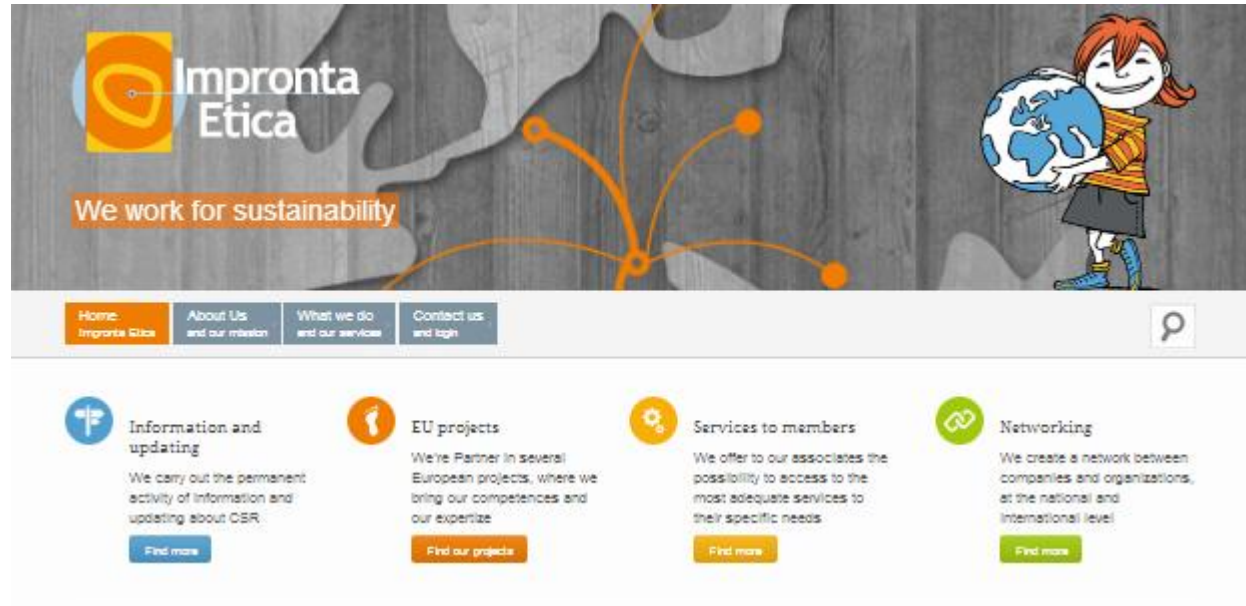 Impronta
Etica
We work for sustainability
Home
Impronta Etica
About Us
and our mission
What we do
and our services
Contact us
and login
Information and
updating
We carry out the permanent
activity of information and
updating about CSR
Find more
EU projects
We're Partner in several
European projects, where we
bring our competences and
our expertize
Find our projects
Services to members
We offer to our associates the
possibility to access to the
most adequate services to
their specific needs
Find more
Networking
We create a network between
companies and organizations,
at the national and
international level
Find more